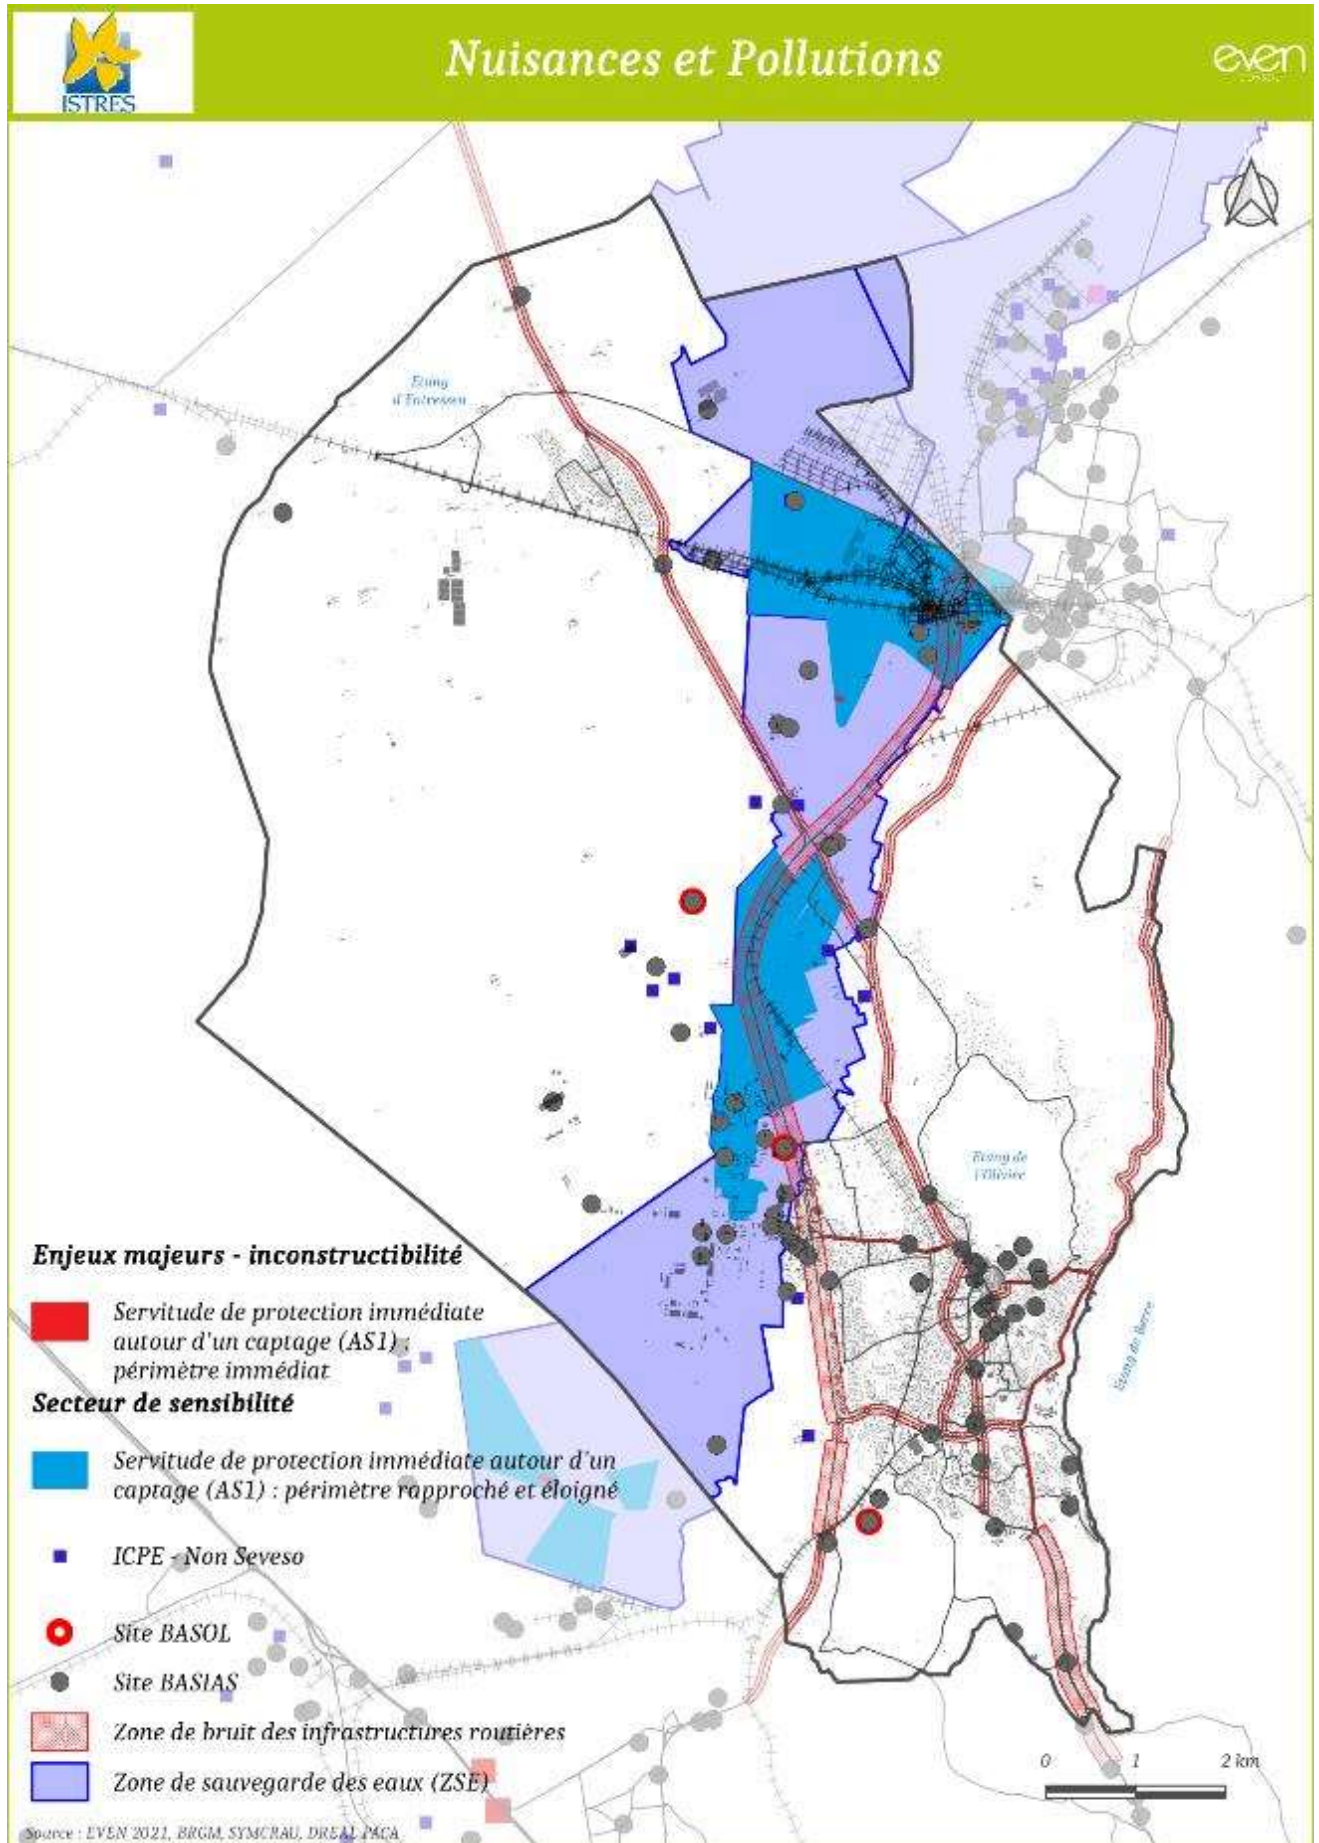 ISTRES
Nuisances et Pollutions
even
Etang
d'Entressen
Etang de
l'Olivier
Etang de Berre
Enjeux majeurs - inconstructibilité
Servitude de protection immédiate
autour d'un captage (AS1) :
périmètre immédiat
Secteur de sensibilité
Servitude de protection immédiate autour d'un
captage (AS1) : périmètre rapproché et éloigné
ICPE - Non Seveso
Site BASOL
Site BASIAS
Zone de bruit des infrastructures routières
Zone de sauvegarde des eaux (ZSE)
0 1 2 km
Source : EVEN 2021, BRGM, SYMCRAU, DREAL PACA